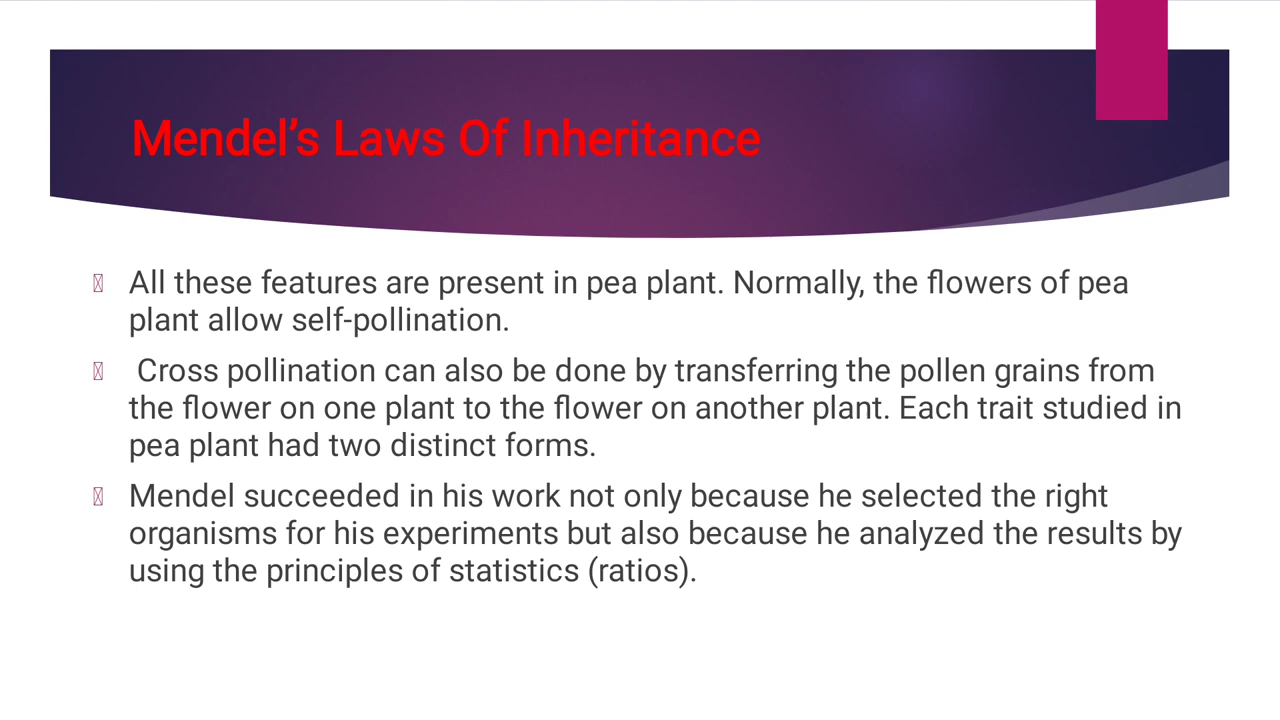 Mendel’s Laws Of Inheritance
All these features are present in pea plant. Normally, the flowers of pea
plant allow self-pollination.
Cross pollination can also be done by transferring the pollen grains from
the flower on one plant to the flower on another plant. Each trait studied in
pea plant had two distinct forms.
Mendel succeeded in his work not only because he selected the right
organisms for his experiments but also because he analyzed the results by
using the principles of statistics (ratios).